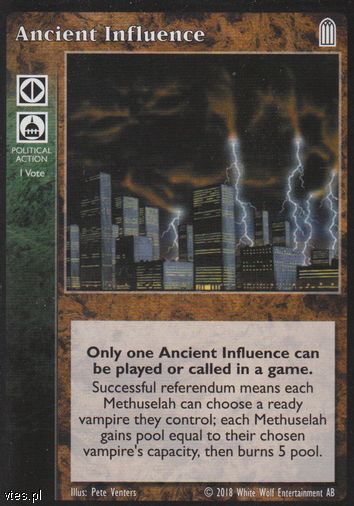 Ancient Influence
POLITICAL
ACTION
1 Vote
Only one Ancient Influence can
be played or called in a game.
Successful referendum means each
Methuselah can choose a ready
vampire they control; each Methuselah
gains pool equal to their chosen
vampire's capacity, then burns 5 pool.
Illus: Pete Venters © 2018 White Wolf Entertainment AB
vtes.pl